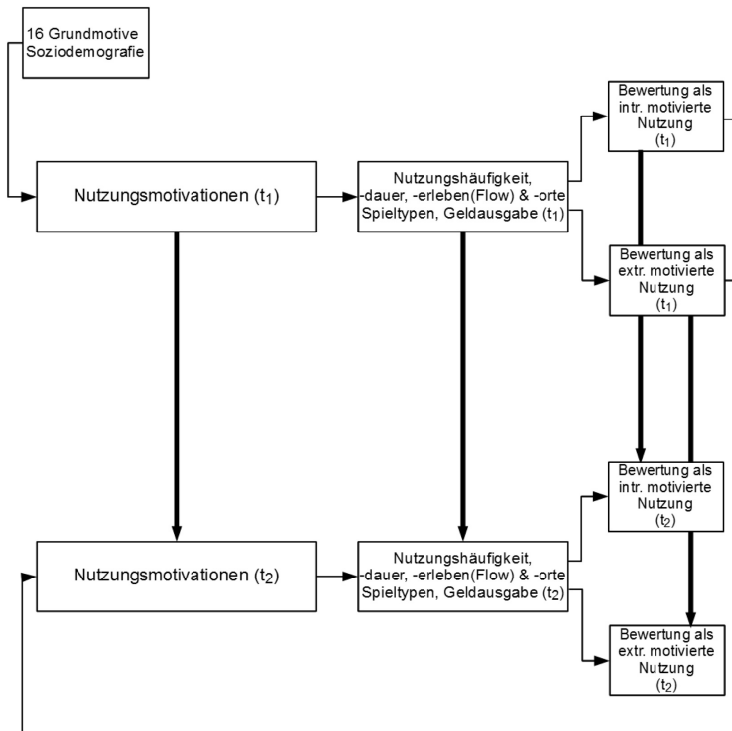 16 Grundmotive
Soziodemografie
Nutzungsmotivationen (t₁)
Nutzungshäufigkeit,
-dauer, -erleben(Flow) & -orte
Spieltypen, Geldausgabe (t₁)
Bewertung als
intr. motivierte
Nutzung
(t₁)
Bewertung als
extr. motivierte
Nutzung
(t₁)
Nutzungsmotivationen (t₂)
Nutzungshäufigkeit,
-dauer, -erleben(Flow) & -orte
Spieltypen, Geldausgabe (t₂)
Bewertung als
intr. motivierte
Nutzung
(t₂)
Bewertung als
extr. motivierte
Nutzung
(t₂)